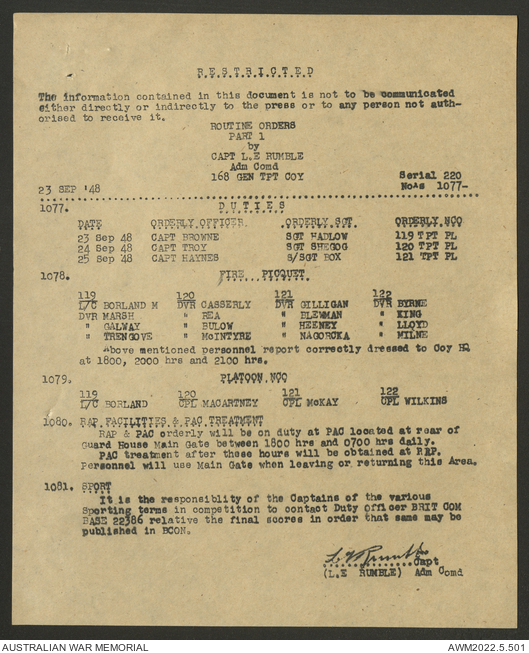 RESTRICTED
The information contained in this document is not to be communicated
either directly or indirectly to the press or to any person not auth-
orised to receive it.
ROUTINE ORDERS
PART 1
by
CAPT L.E RUMBLE
Adm Comd
168 GEN TPT COY
Serial 220
23 SEP '48 No^s 1077-
1077. DUTIES
DATE ORDERLY OFFICER ORDERLY SGT ORDERLY NCO
23 Sep 48 CAPT BROWNE SGT HADLOW 119 TPT PL
24 Sep 48 CAPT TROY SGT SHEGOG 120 TPT PL
25 Sep 48 CAPT HAYNES S/SGT BOX 121 TPT PL
1078. FIRE PICQUET
119 120 121 122
L/C BORLAND M DVR CASSERLY DVR GILLIGAN DVR BYRNE
DVR MARSH " REA " BLEWMAN " KING
" GALWAY " BULOW " HEENEY " LLOYD
" TRENGOVE " McINTYRE " NAGORCKA " MILNE
Above mentioned personnel report correctly dressed to Coy HQ
at 1800, 2000 hrs and 2100 hrs.
1079. PLATOON NCO
119 120 121 122
L/C BORLAND CPL MACARTNEY CPL McKAY CPL WILKINS
1080. RAP FACILITIES & PAC TREATMENT
RAP & PAC orderly will be on duty at PAC located at rear of
Guard House Main Gate between 1800 hrs and 0700 hrs daily.
PAC treatment after these hours will be obtained at RRP.
Personnel will use Main Gate when leaving or returning this Area.
1081. SPORT
It is the responsiblity of the Captains of the various
Sporting terms in competition to contact Duty officer BRIT COM
BASE 22386 relative the final scores in order that same may be
published in BCON.
Capt
(L.E RUMBLE) Adm Comd
AUSTRALIAN WAR MEMORIAL AWM2022.5.501